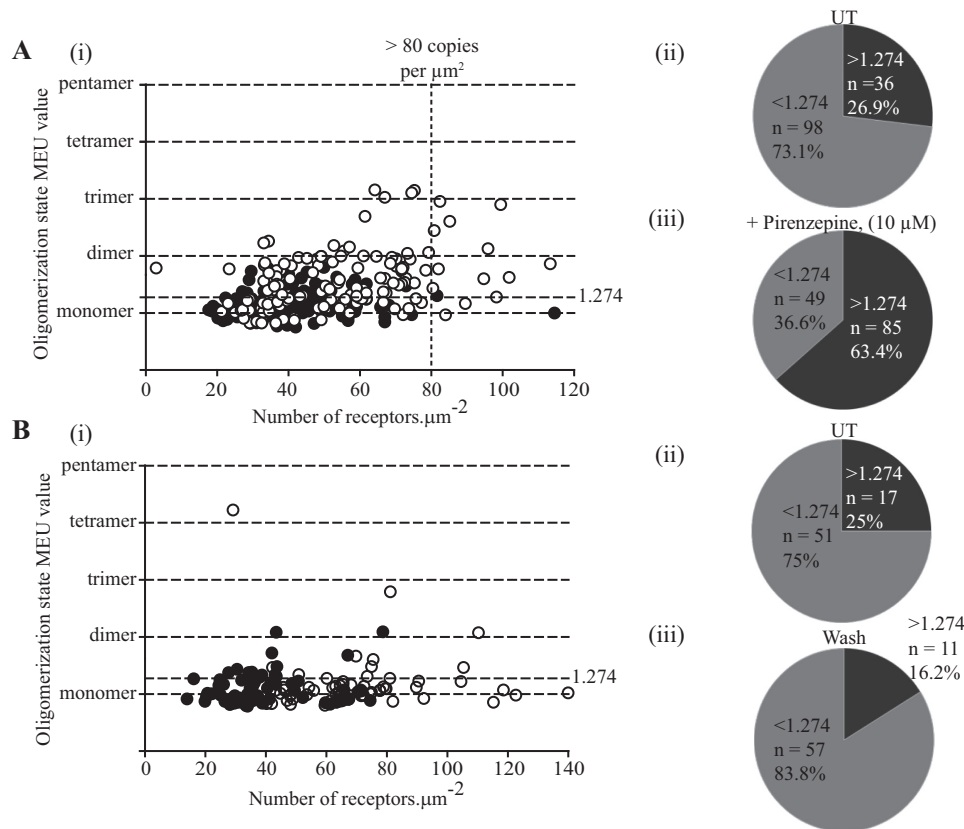 A
(i)
> 80 copies
per µm²
pentamer
tetramer
trimer
dimer
monomer
1.274
Oligomerization state MEU value
0 20 40 60 80 100 120
Number of receptors.µm⁻²
(ii)
UT
>1.274
n =36
26.9%
<1.274
n = 98
73.1%
(iii)
+ Pirenzepine, (10 µM)
<1.274
n = 49
36.6%
>1.274
n = 85
63.4%
B
(i)
pentamer
tetramer
trimer
dimer
monomer
1.274
Oligomerization state MEU value
0 20 40 60 80 100 120 140
Number of receptors.µm⁻²
(ii)
UT
>1.274
n = 17
25%
<1.274
n = 51
75%
(iii)
Wash
>1.274
n = 11
16.2%
<1.274
n = 57
83.8%